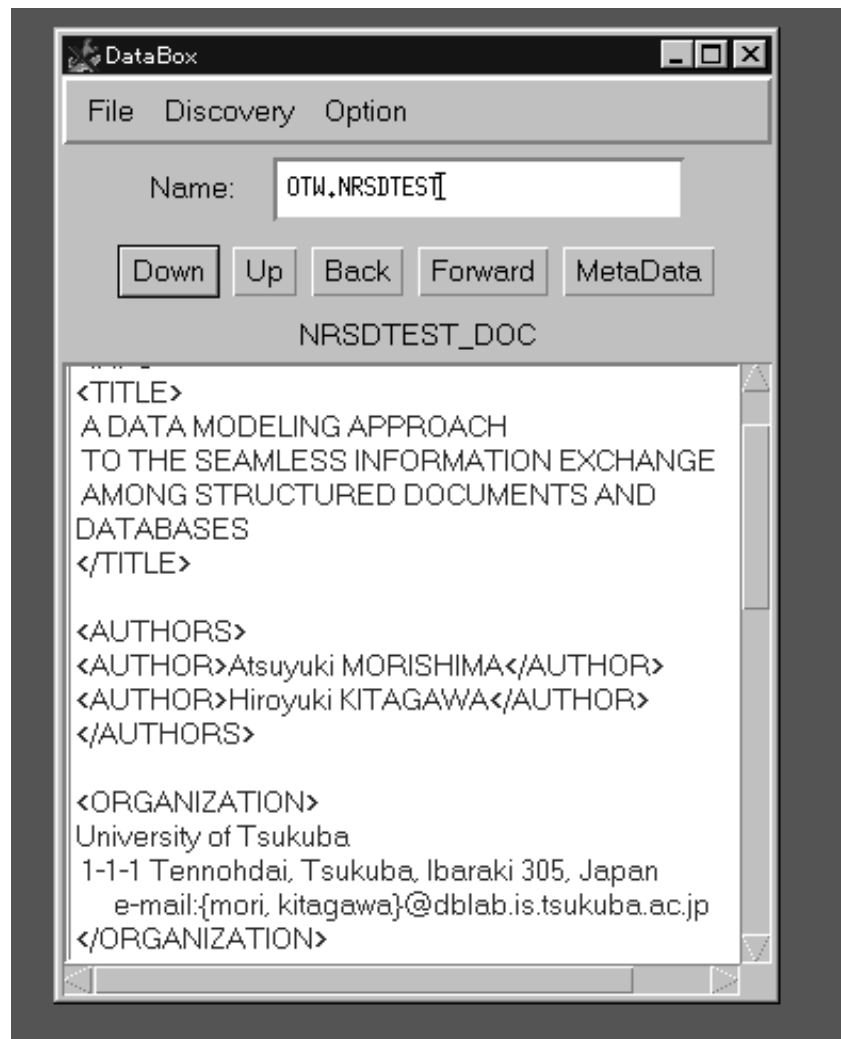 DataBox
File Discovery Option
Name: OTW.NRSDTEST
Down Up Back Forward MetaData
NRSDTEST_DOC
<TITLE>
A DATA MODELING APPROACH
TO THE SEAMLESS INFORMATION EXCHANGE
AMONG STRUCTURED DOCUMENTS AND
DATABASES
</TITLE>
<AUTHORS>
<AUTHOR>Atsuyuki MORISHIMA</AUTHOR>
<AUTHOR>Hiroyuki KITAGAWA</AUTHOR>
</AUTHORS>
<ORGANIZATION>
University of Tsukuba
1-1-1 Tennohdai, Tsukuba, Ibaraki 305, Japan
e-mail:{mori, kitagawa}@dblab.is.tsukuba.ac.jp
</ORGANIZATION>